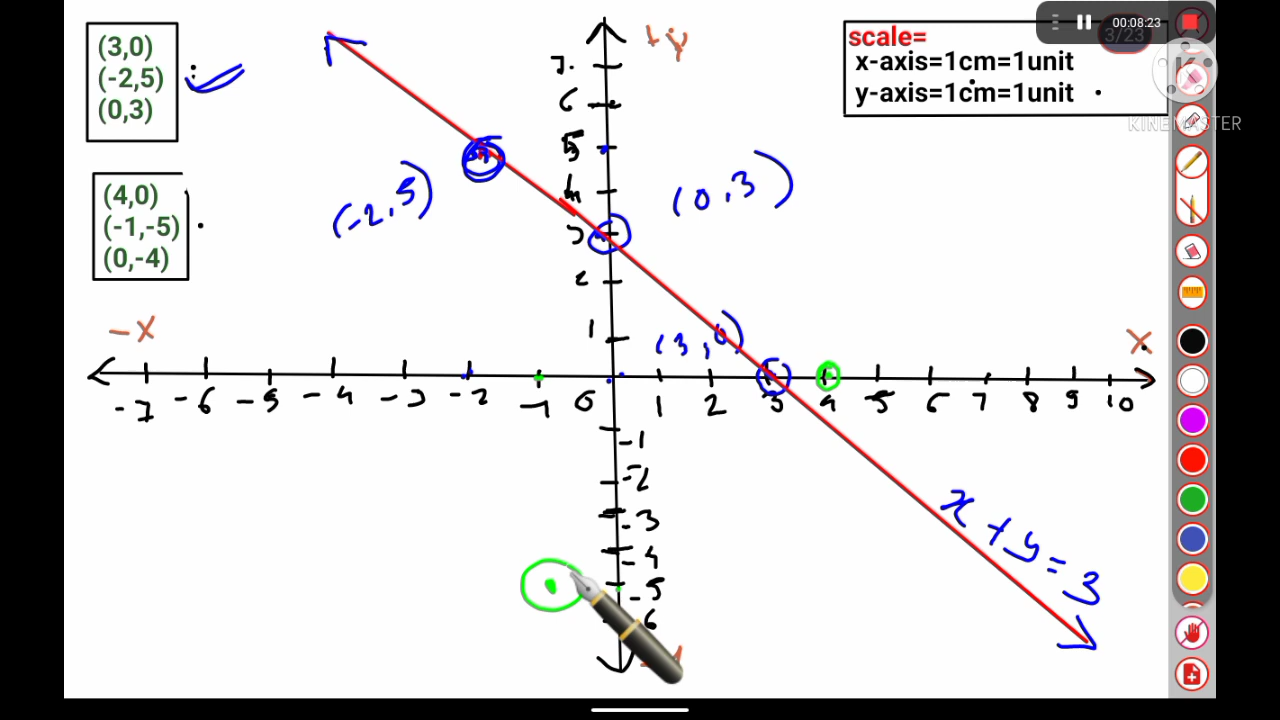 (3,0)
(-2,5)
(0,3)
(4,0)
(-1,-5)
(0,-4)
scale=
x-axis=1cm=1unit
y-axis=1cm=1unit
00:08:23
3/23
KINEMASTER
+y
7
6
5
4
3
2
1
(-2,5)
(0,3)
(3,0)
-X
X
-7 -6 -5 -4 -3 -2 -1 0 1 2 3 4 5 6 7 8 9 10
-1
-2
-3
-4
-5
6
x+y=3